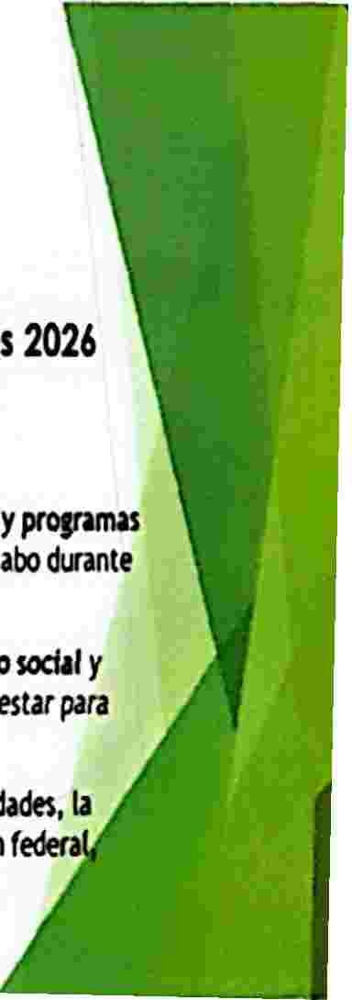 s 2026
y programas
abo durante
o social y
estar para
dades, la
n federal,